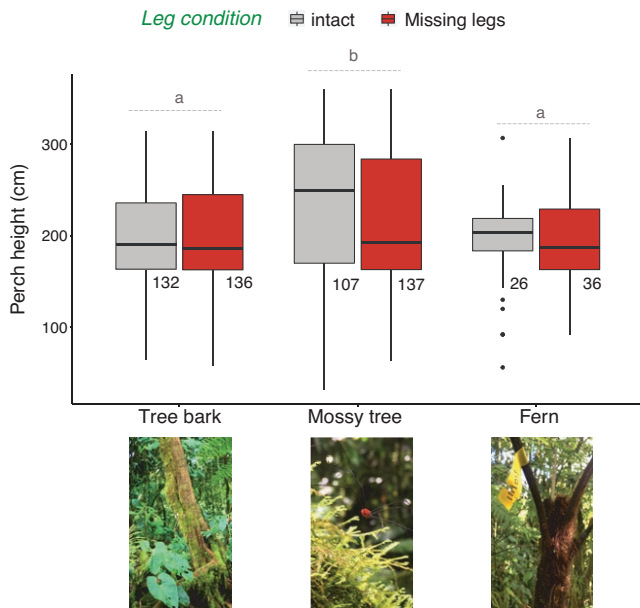 Leg condition intact Missing legs
a b a
Perch height (cm)
300
200
100
132 136 107 137 26 36
Tree bark Mossy tree Fern